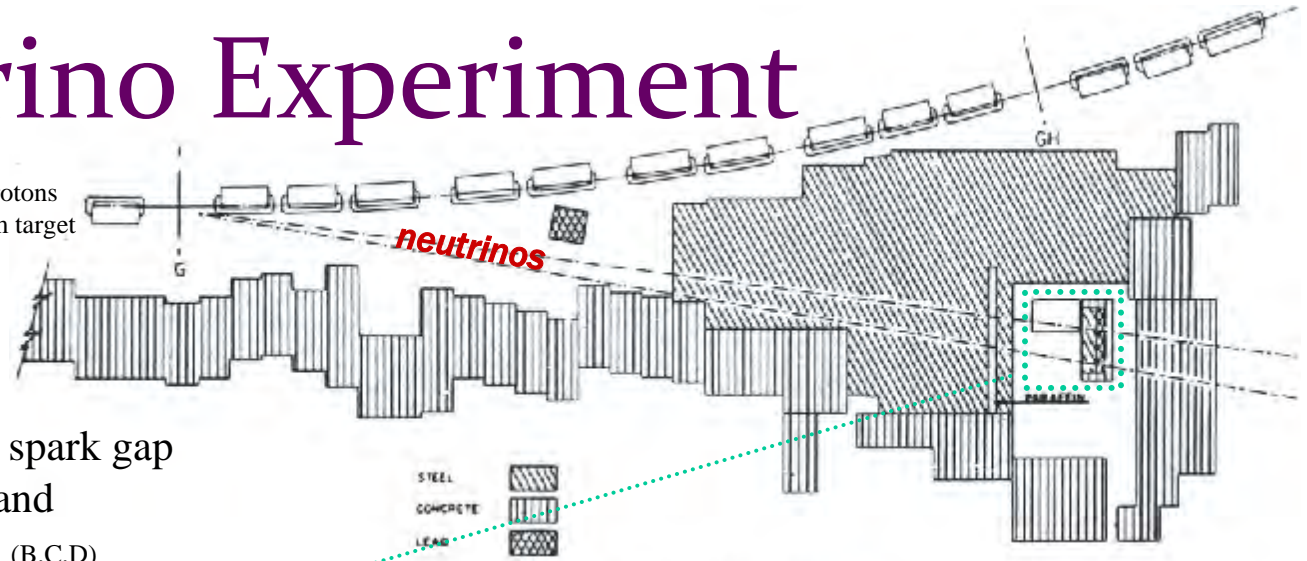 rino Experiment
otons
n target
neutrinos
G
GH
PARAFFIN
spark gap
and
(B,C,D)
STEEL
CONCRETE
LEAD